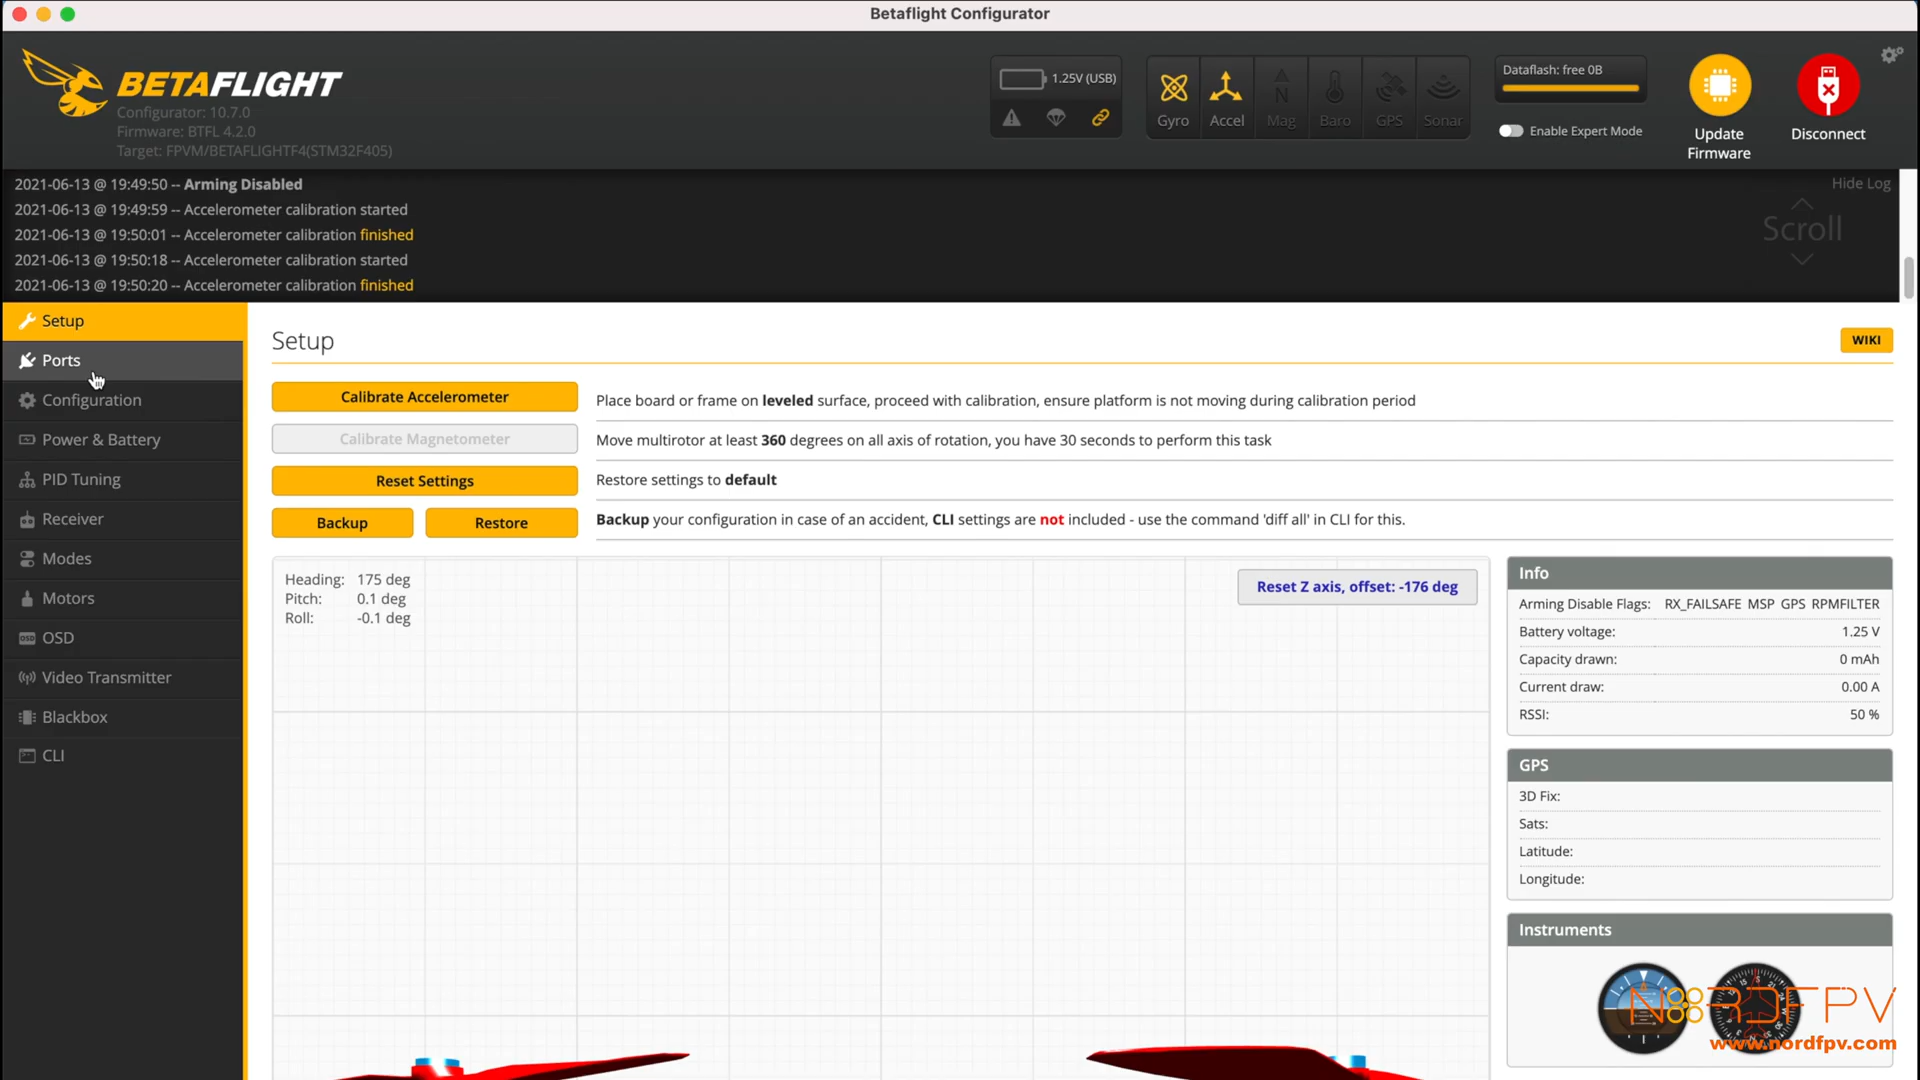 Betaflight Configurator
BETAFLIGHT
Configurator: 10.7.0
Firmware: BTFL 4.2.0
Target: FPVM/BETAFLIGHTF4(STM32F405)
1.25V (USB)
Gyro
Accel
Mag
Baro
GPS
Sonar
Dataflash: free 0B
Enable Expert Mode
Update
Firmware
Disconnect
2021-06-13 @ 19:49:50 -- Arming Disabled
2021-06-13 @ 19:49:59 -- Accelerometer calibration started
2021-06-13 @ 19:50:01 -- Accelerometer calibration finished
2021-06-13 @ 19:50:18 -- Accelerometer calibration started
2021-06-13 @ 19:50:20 -- Accelerometer calibration finished
Hide Log
Scroll
Setup
Ports
Configuration
Power & Battery
PID Tuning
Receiver
Modes
Motors
OSD
Video Transmitter
Blackbox
CLI
Setup
WIKI
Calibrate Accelerometer
Place board or frame on leveled surface, proceed with calibration, ensure platform is not moving during calibration period
Calibrate Magnetometer
Move multirotor at least 360 degrees on all axis of rotation, you have 30 seconds to perform this task
Reset Settings
Restore settings to default
Backup
Restore
Backup your configuration in case of an accident, CLI settings are not included - use the command 'diff all' in CLI for this.
Heading: 175 deg
Pitch: 0.1 deg
Roll: -0.1 deg
Reset Z axis, offset: -176 deg
Info
Arming Disable Flags: RX_FAILSAFE MSP GPS RPMFILTER
Battery voltage: 1.25 V
Capacity drawn: 0 mAh
Current draw: 0.00 A
RSSI: 50 %
GPS
3D Fix:
Sats:
Latitude:
Longitude:
Instruments
NORDFPV
www.nordfpv.com